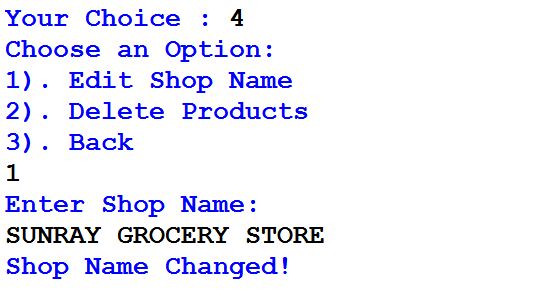 Your Choice : 4
Choose an Option:
1). Edit Shop Name
2). Delete Products
3). Back
1
Enter Shop Name:
SUNRAY GROCERY STORE
Shop Name Changed!